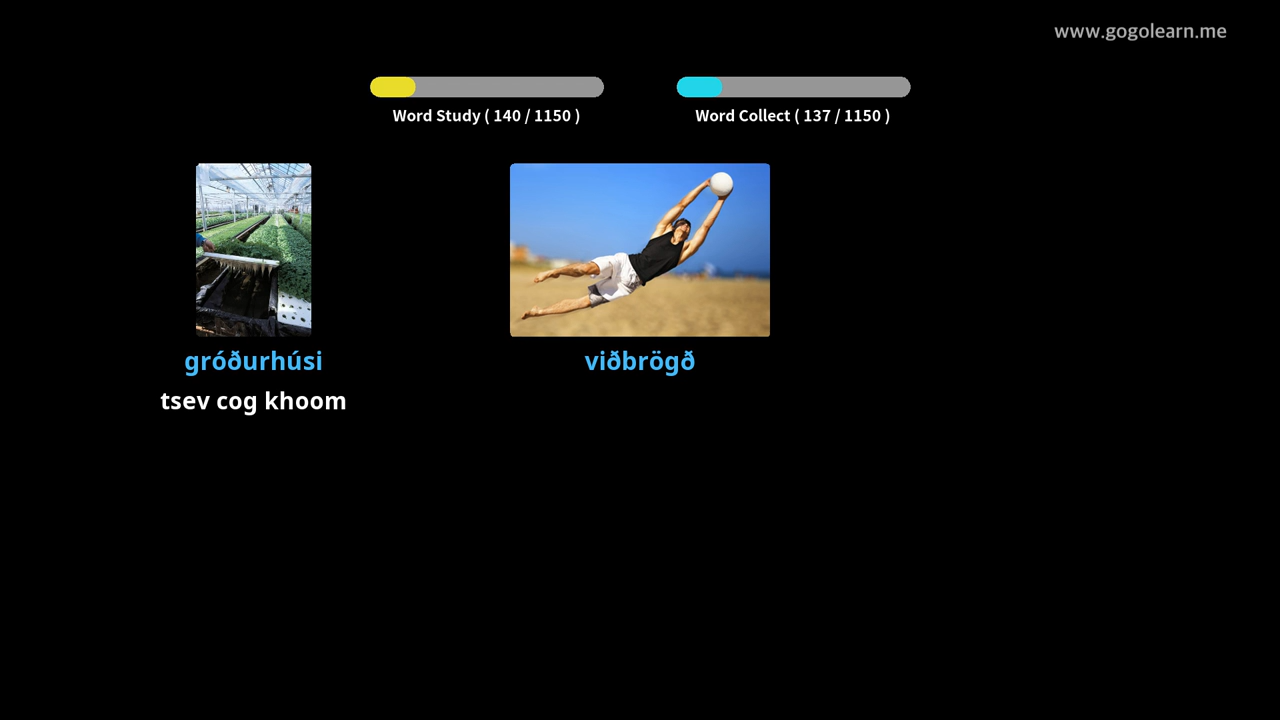 www.gogolearn.me
Word Study ( 140 / 1150 )
Word Collect ( 137 / 1150 )
gróðurhúsi
viðbrögð
tsev cog khoom